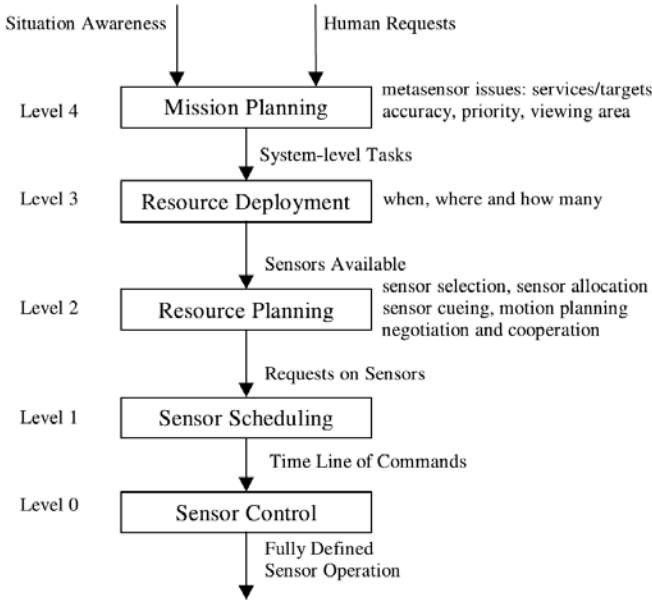 Situation Awareness
Human Requests
Level 4
Mission Planning
metasensor issues: services/targets
accuracy, priority, viewing area
System-level Tasks
Level 3
Resource Deployment
when, where and how many
Sensors Available
Level 2
Resource Planning
sensor selection, sensor allocation
sensor cueing, motion planning
negotiation and cooperation
Requests on Sensors
Level 1
Sensor Scheduling
Time Line of Commands
Level 0
Sensor Control
Fully Defined
Sensor Operation